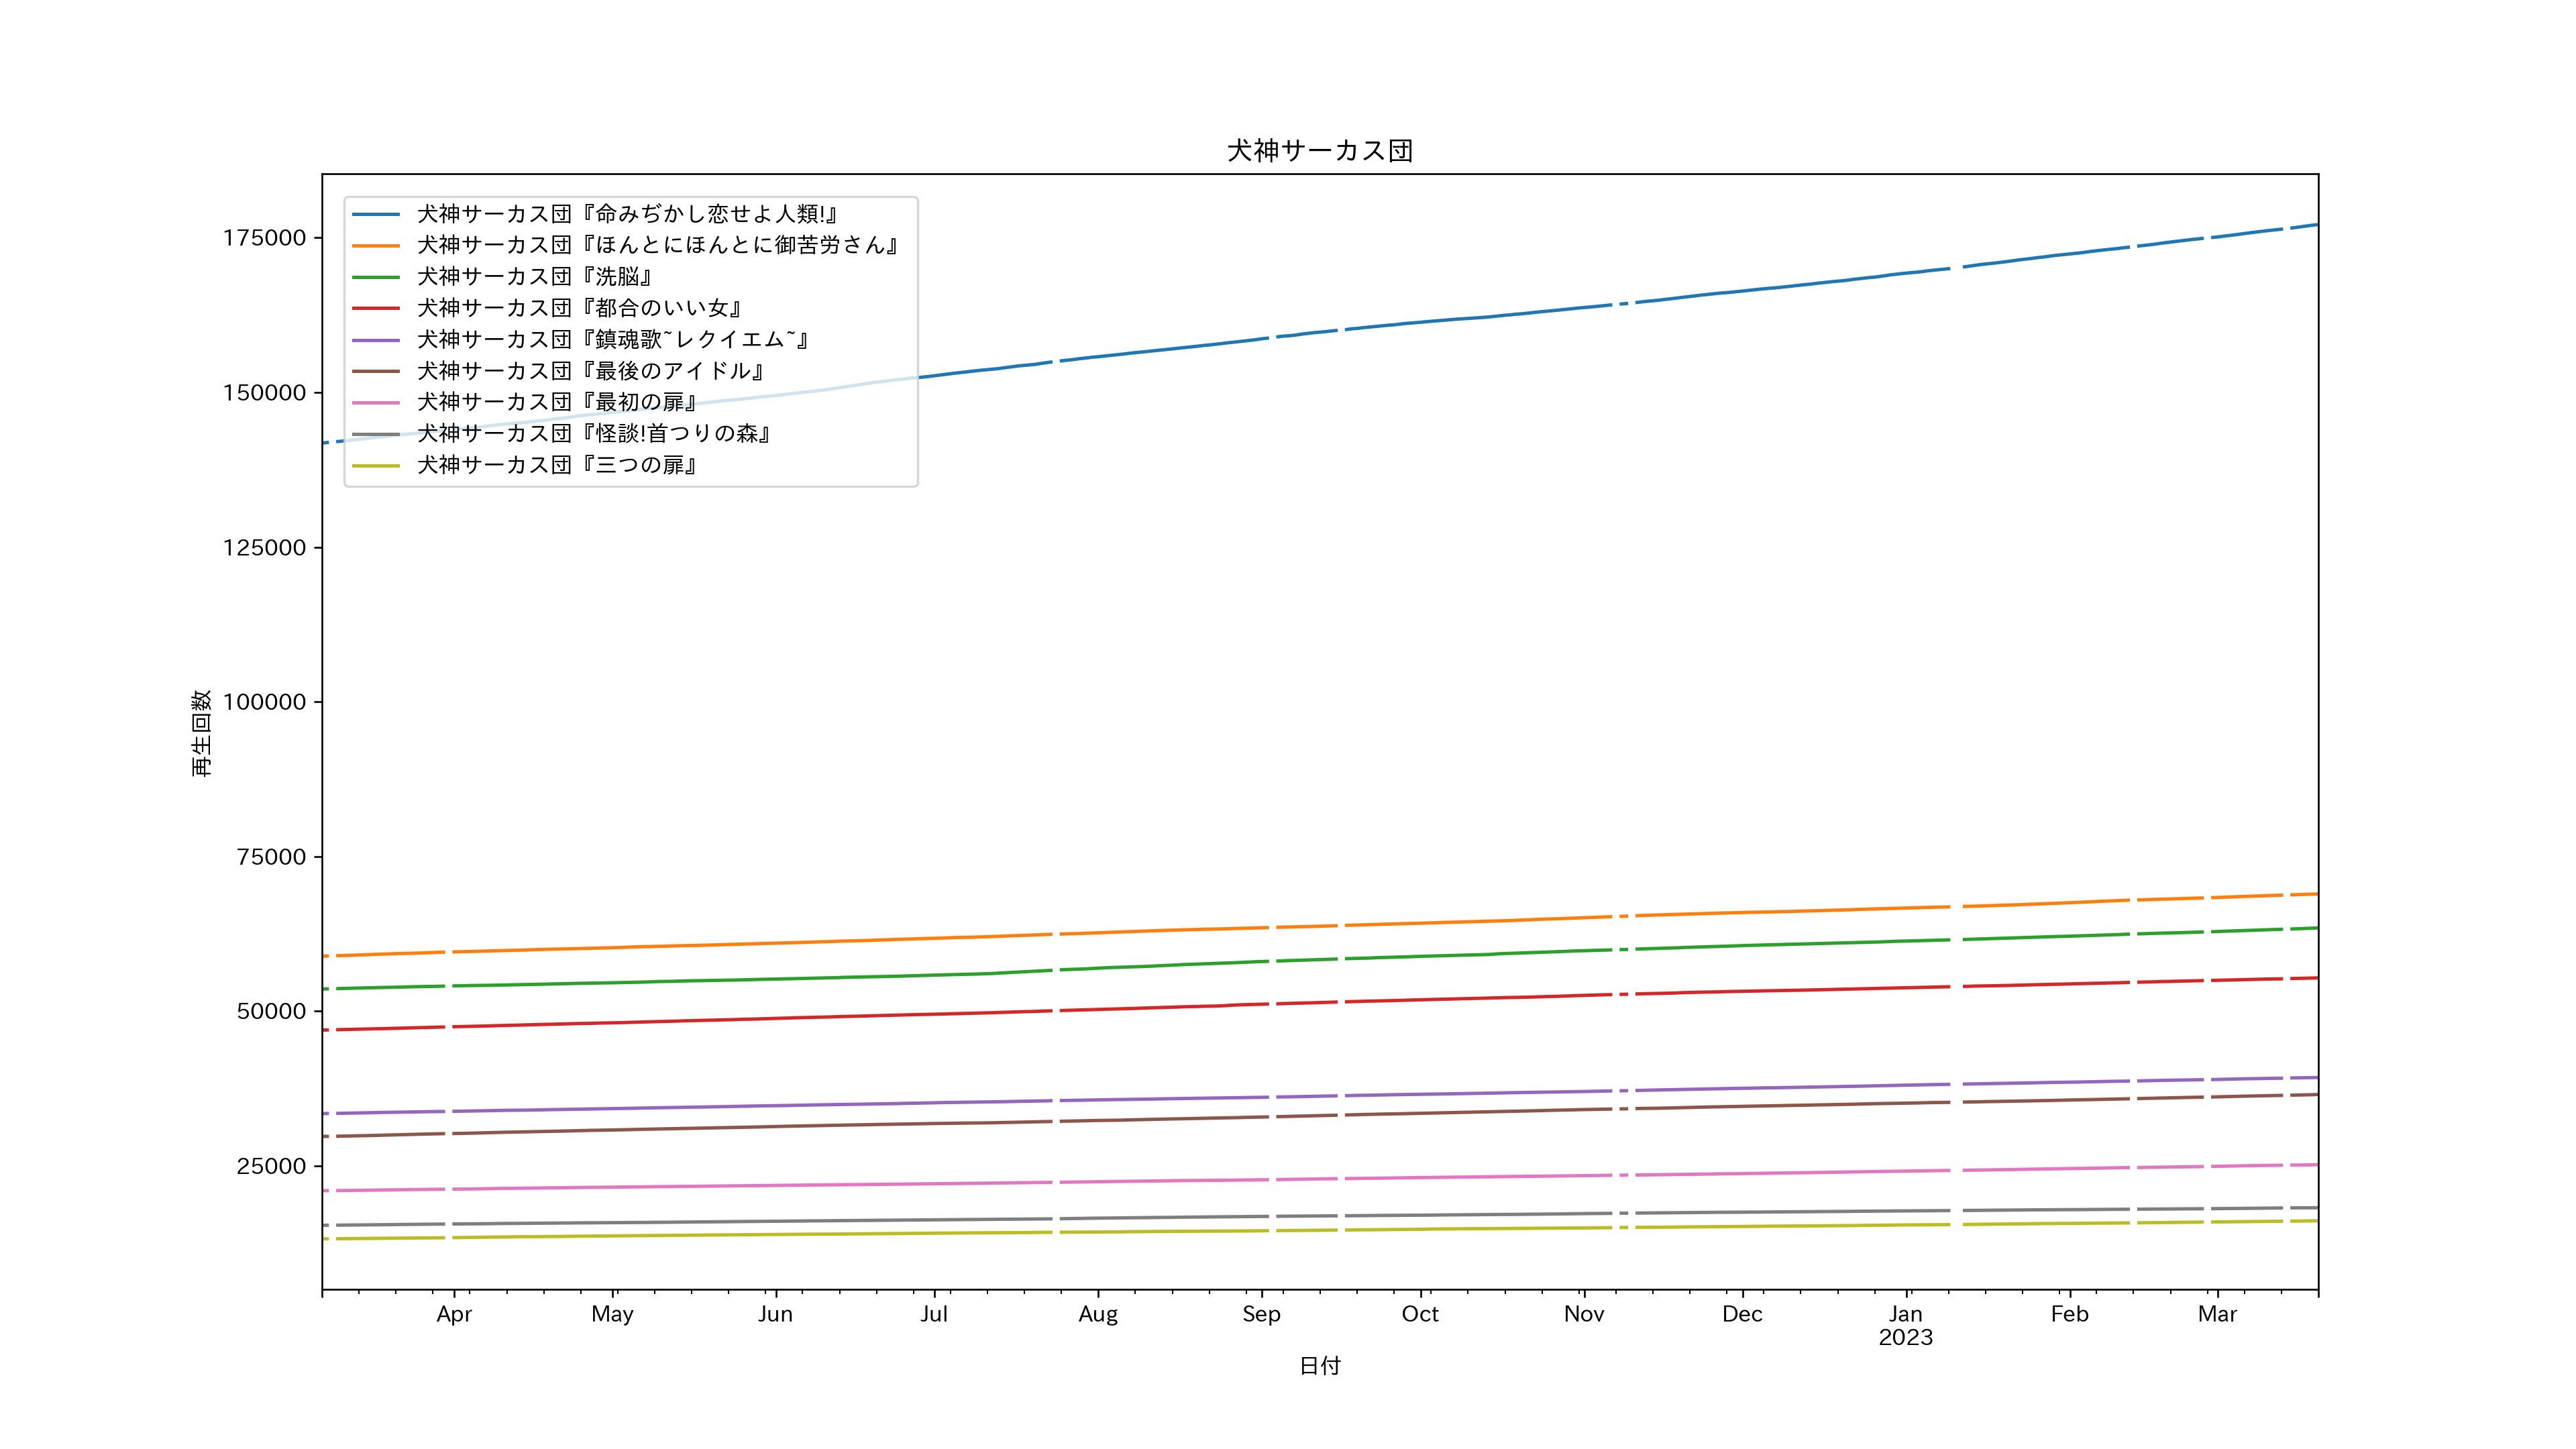 犬神サーカス団
犬神サーカス団『命みぢかし恋せよ人類!』
犬神サーカス団『ほんとにほんとに御苦労さん』
犬神サーカス団『洗脳』
犬神サーカス団『都合のいい女』
犬神サーカス団『鎮魂歌~レクイエム~』
犬神サーカス団『最後のアイドル』
犬神サーカス団『最初の扉』
犬神サーカス団『怪談!首つりの森』
犬神サーカス団『三つの扉』
175000
150000
125000
100000
75000
50000
25000
再生回数
Apr May Jun Jul Aug Sep Oct Nov Dec Jan Feb Mar
2023
日付